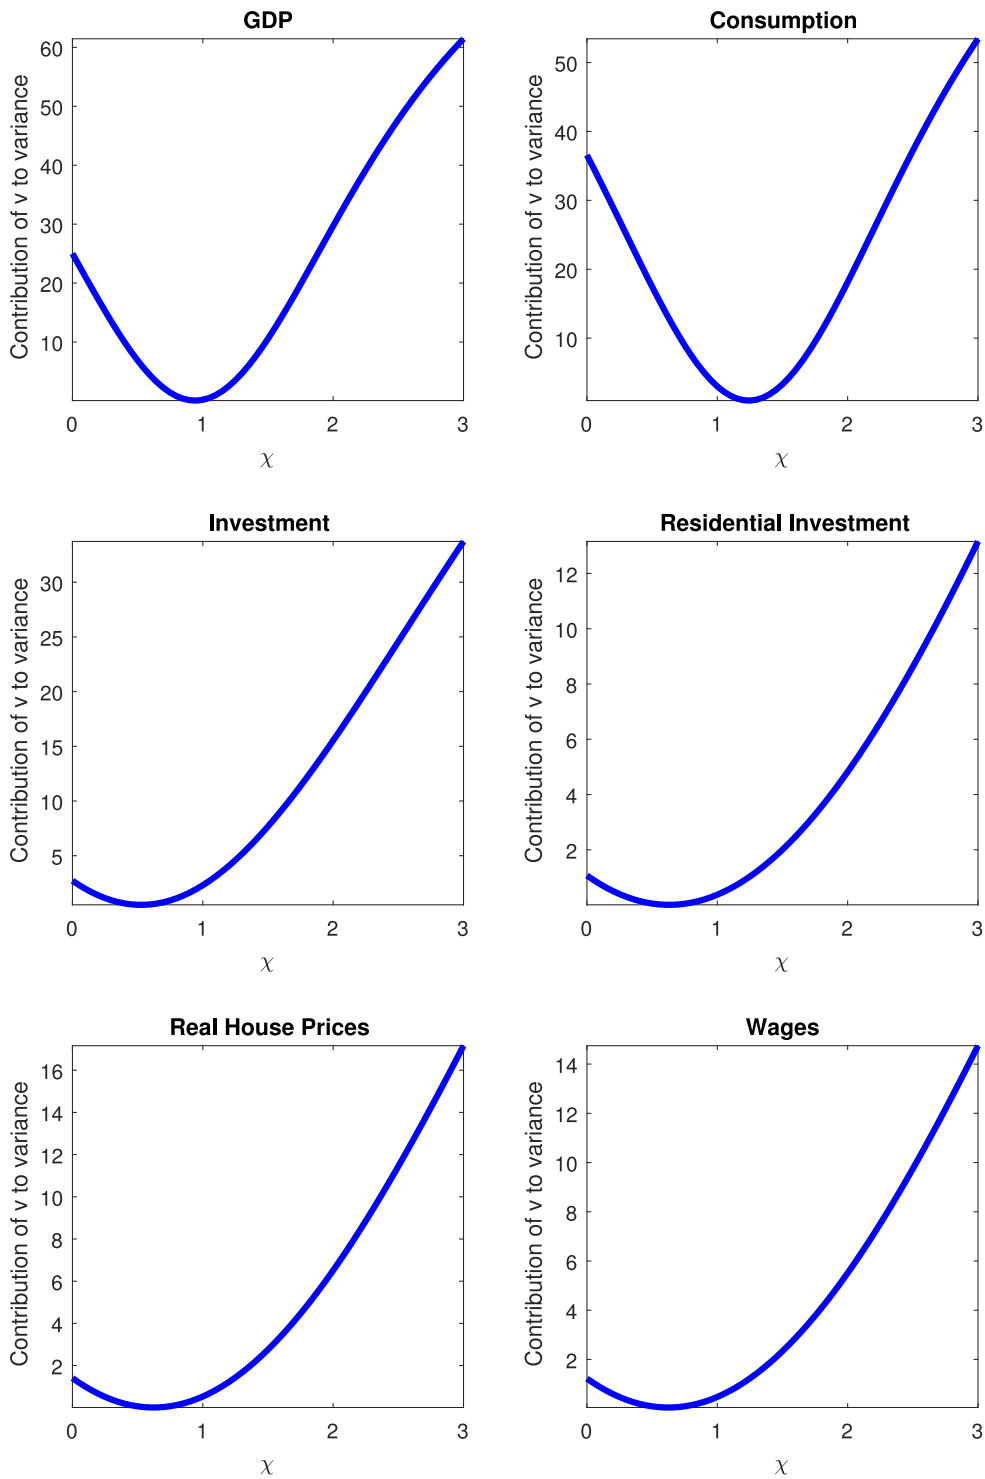 GDP
Contribution of v to variance
60
50
40
30
20
10
0 1 2 3
χ
Consumption
Contribution of v to variance
50
40
30
20
10
0 1 2 3
χ
Investment
Contribution of v to variance
30
25
20
15
10
5
0 1 2 3
χ
Residential Investment
Contribution of v to variance
12
10
8
6
4
2
0 1 2 3
χ
Real House Prices
Contribution of v to variance
16
14
12
10
8
6
4
2
0 1 2 3
χ
Wages
Contribution of v to variance
14
12
10
8
6
4
2
0 1 2 3
χ